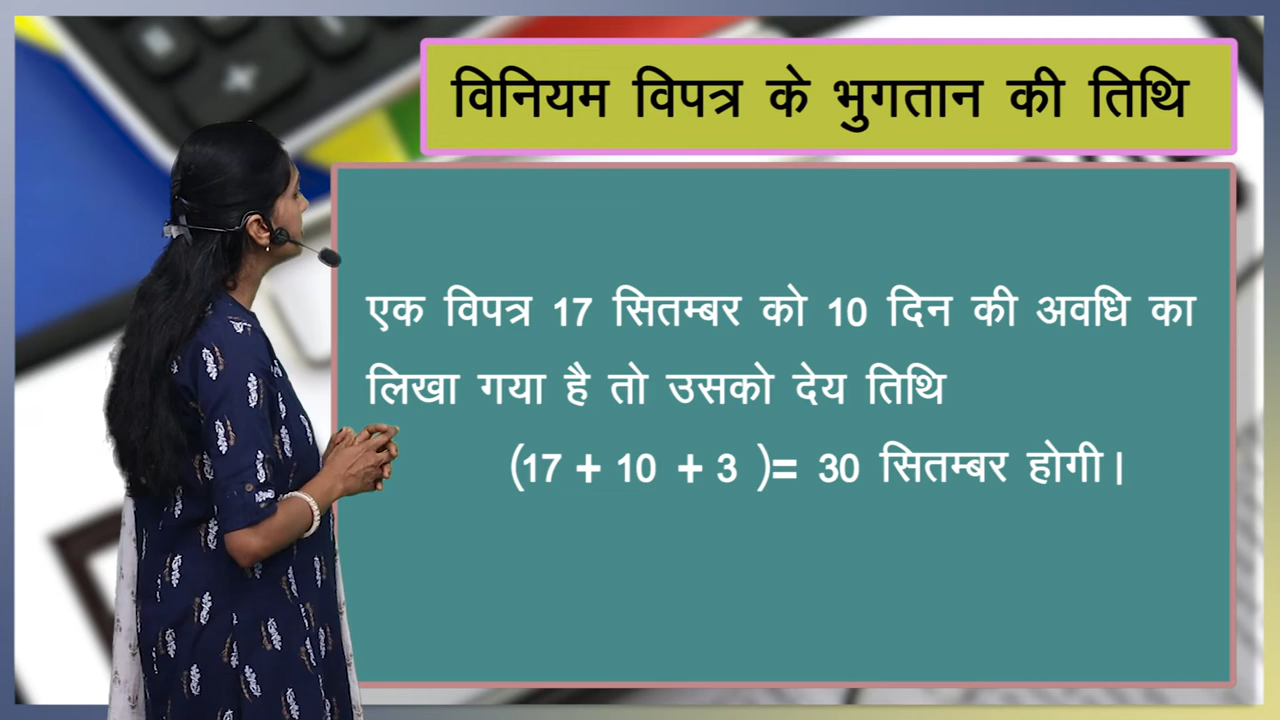 विनियम विपत्र के भुगतान की तिथि
एक विपत्र 17 सितम्बर को 10 दिन की अवधि का
लिखा गया है तो उसको देय तिथि
(17 + 10 + 3 )= 30 सितम्बर होगी।